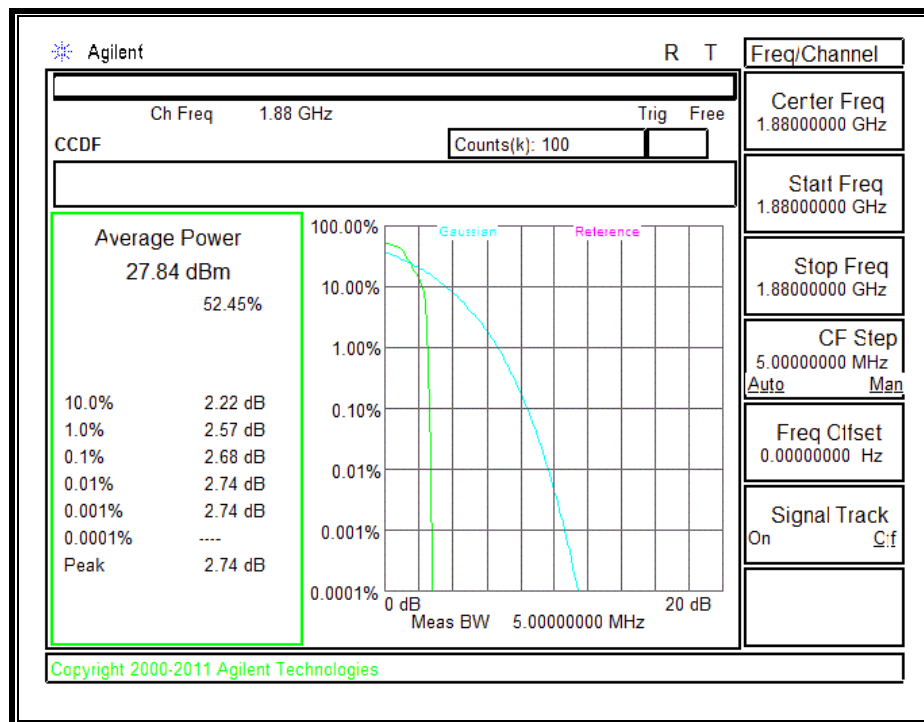 Agilent R T
Ch Freq 1.88 GHz Trig Free
CCDF Counts(k): 100
Average Power
27.84 dBm
52.45%
10.0% 2.22 dB
1.0% 2.57 dB
0.1% 2.68 dB
0.01% 2.74 dB
0.001% 2.74 dB
0.0001% ----
Peak 2.74 dB
Gaussian Reference
100.00%
10.00%
1.00%
0.10%
0.01%
0.001%
0.0001%
0 dB 20 dB
Meas BW 5.00000000 MHz
Freq/Channel
Center Freq
1.88000000 GHz
Start Freq
1.88000000 GHz
Stop Freq
1.88000000 GHz
CF Step
5.00000000 MHz
Auto Man
Freq Offset
0.00000000 Hz
Signal Track
On Off
Copyright 2000-2011 Agilent Technologies